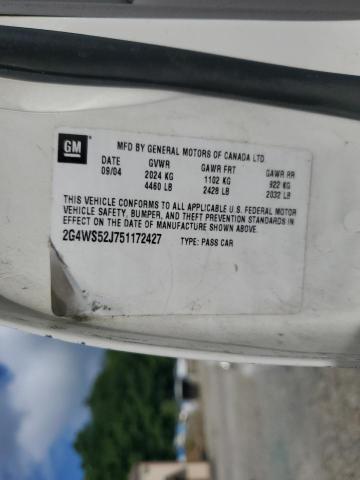 GM
MFD BY GENERAL MOTORS OF CANADA LTD.
DATE GVWR GAWR FRT GAWR RR
09/04 2024 KG 1102 KG 922 KG
4460 LB 2428 LB 2032 LB
THIS VEHICLE CONFORMS TO ALL APPLICABLE U.S. FEDERAL MOTOR
VEHICLE SAFETY, BUMPER, AND THEFT PREVENTION STANDARDS IN
EFFECT ON THE DATE OF MANUFACTURE SHOWN ABOVE.
2G4WS52J751172427 TYPE: PASS CAR